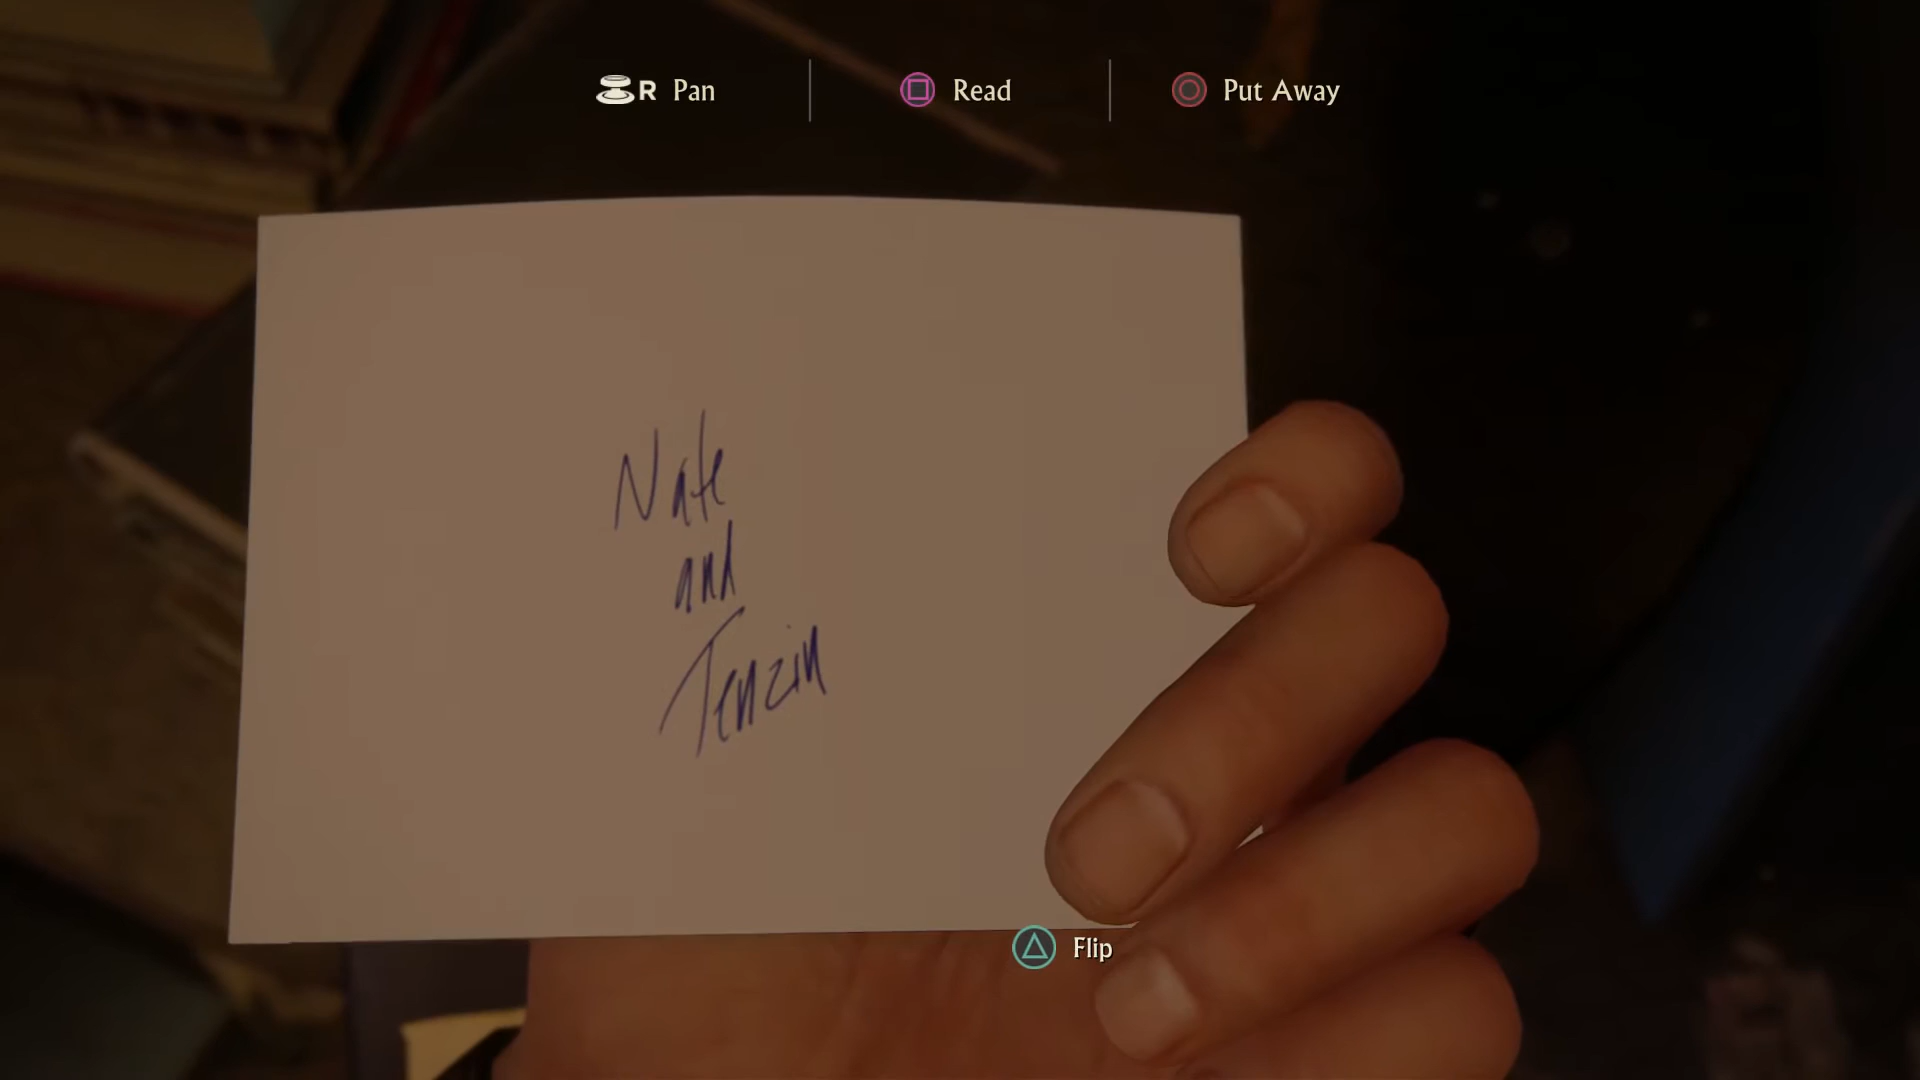 R Pan
Read
Put Away
Nate
and
Tenzin
Flip